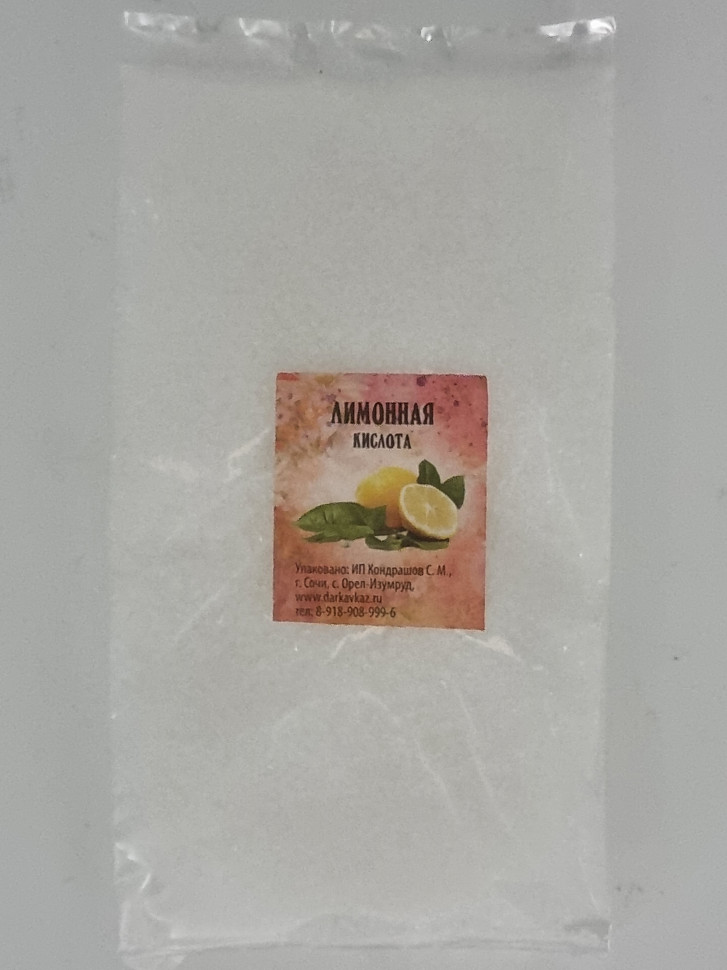 ЛИМОННАЯ
КИСЛОТА
Упаковано: ИП Кондрашов С. М.,
г. Сочи, с. Орел-Изумруд,
www.darkavkaz.ru
тел: 8-918-908-999-6